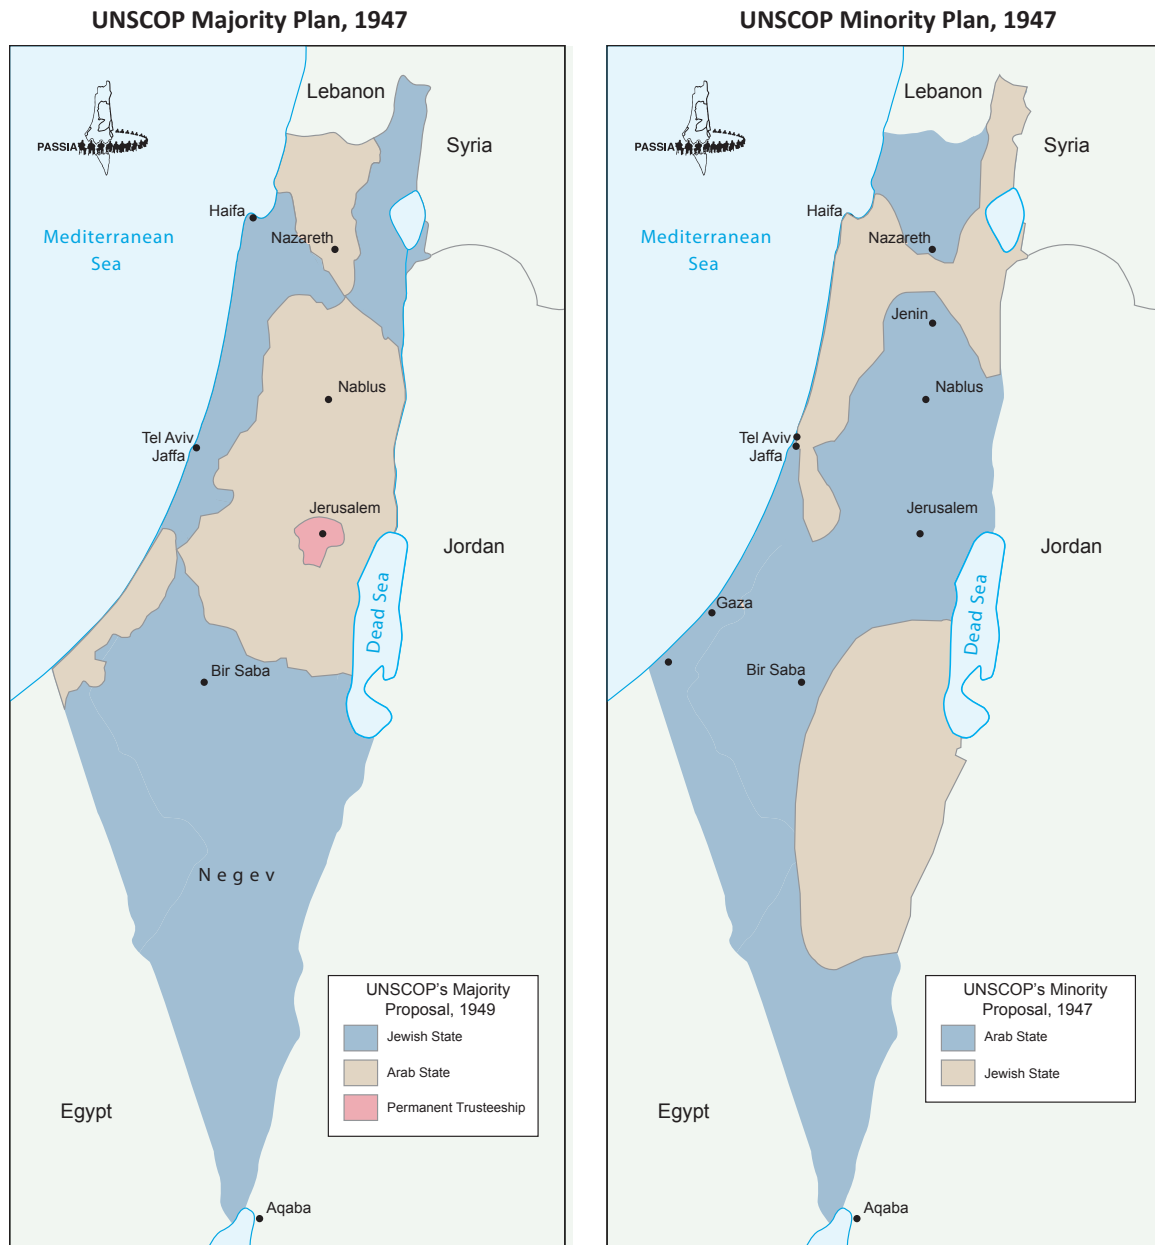 UNSCOP Majority Plan, 1947
PASSIA
Lebanon
Syria
Haifa
Nazareth
Mediterranean
Sea
Nablus
Tel Aviv
Jaffa
Jerusalem
Jordan
Dead Sea
Bir Saba
Negev
Egypt
Aqaba
UNSCOP's Majority
Proposal, 1949
Jewish State
Arab State
Permanent Trusteeship
UNSCOP Minority Plan, 1947
PASSIA
Lebanon
Syria
Haifa
Nazareth
Mediterranean
Sea
Jenin
Nablus
Tel Aviv
Jaffa
Jerusalem
Jordan
Gaza
Dead Sea
Bir Saba
Egypt
Aqaba
UNSCOP's Minority
Proposal, 1947
Arab State
Jewish State